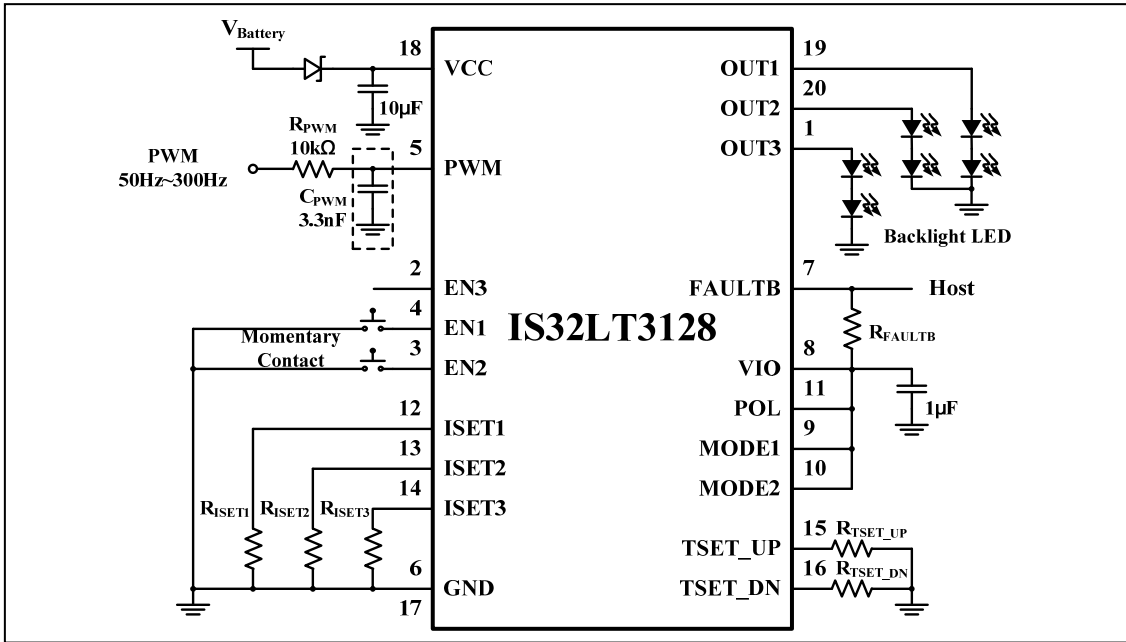 VBattery
18
VCC
10µF
RPWM
10kΩ
5
PWM
50Hz~300Hz
PWM
CPWM
3.3nF
2
EN3
4
EN1
Momentary
Contact
3
EN2
12
ISET1
13
ISET2
14
ISET3
RISET1
RISET2
RISET3
6
GND
17
IS32LT3128
19
OUT1
20
OUT2
1
OUT3
Backlight LED
7
FAULTB
Host
RFAULTB
8
VIO
11
POL
1µF
9
MODE1
10
MODE2
15
RTSET_UP
TSET_UP
16
RTSET_DN
TSET_DN